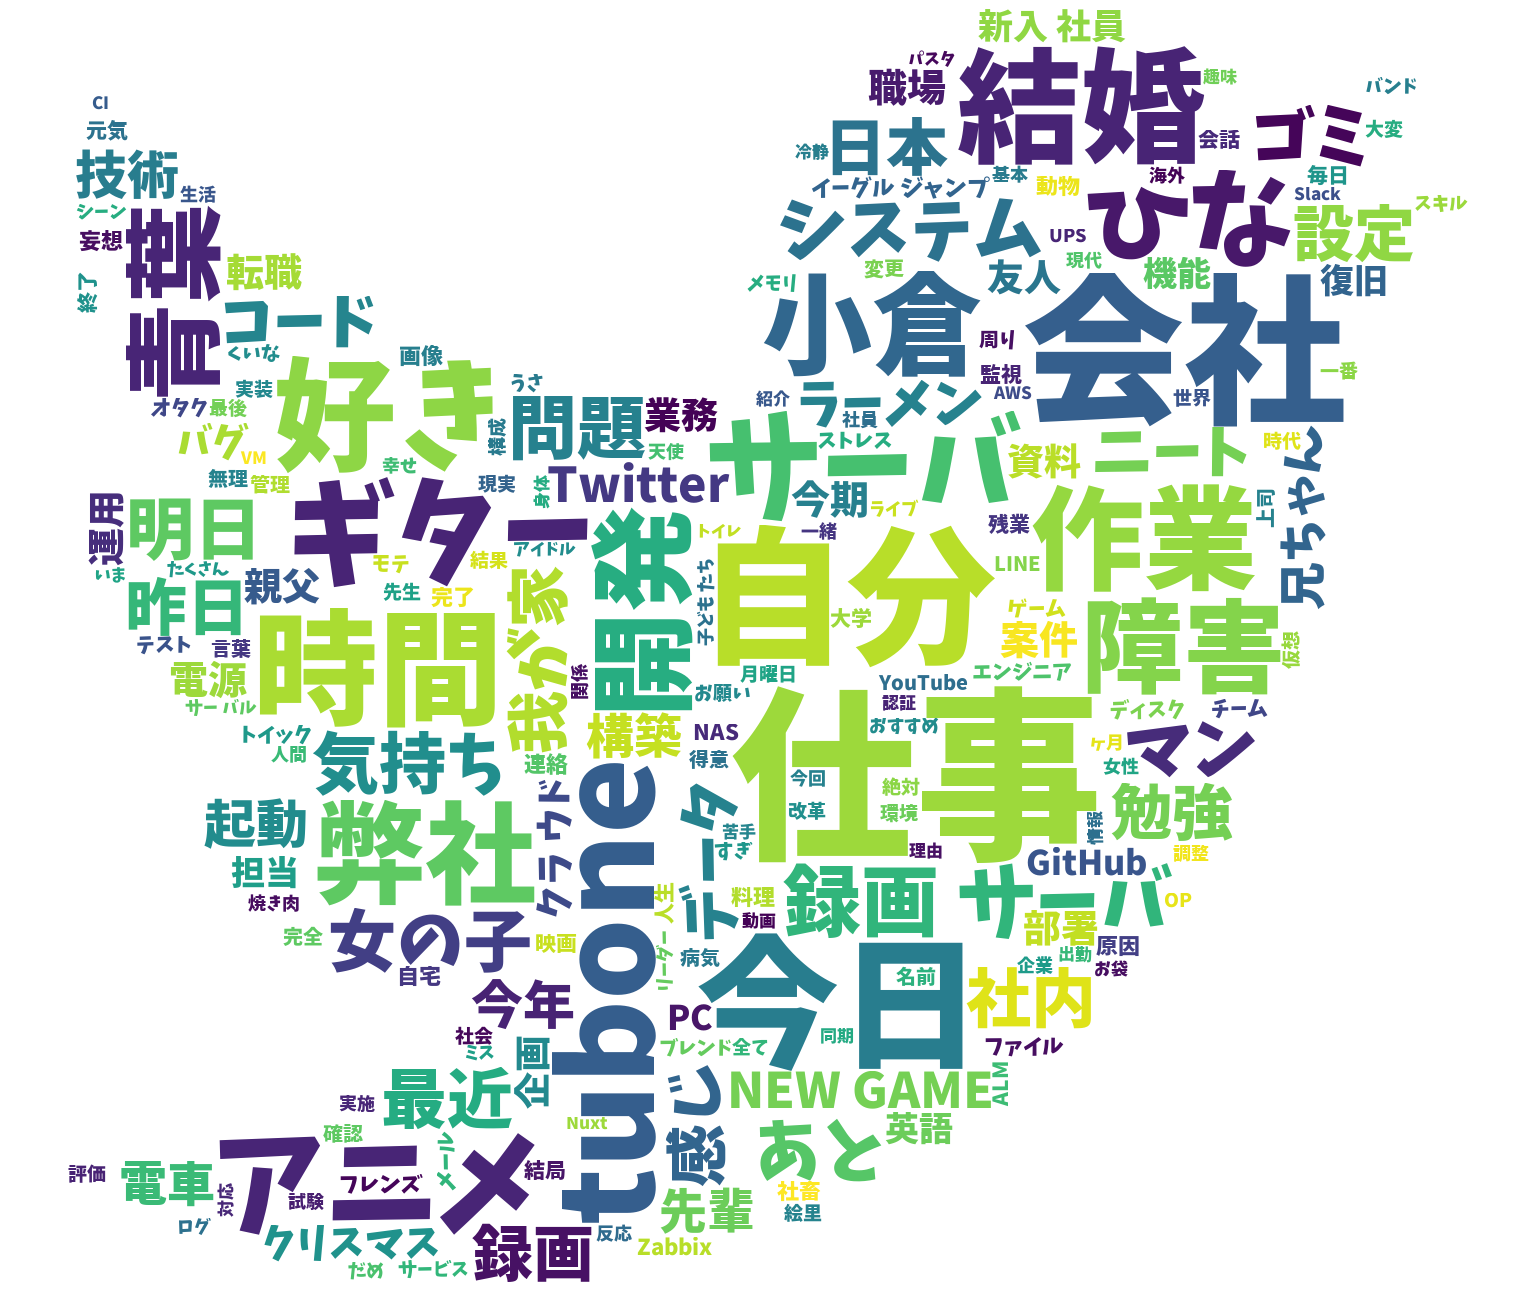 新入 社員
パスタ
職場
結婚
趣味
バンド
CI
元気
ゴミ
大変
日本
会話
冷静
技術
生活
イーグル ジャンプ
基本
動物
海外
毎日
Slack
スキル
シーン
妄想
青葉
システム
UPS
ひな
設定
転職
変更
友人
現代
機能
復旧
終了
メモリ
小倉
会社
コード
くいな
画像
周り
監視
AWS
一番
実装
好き
うさ
紹介
ラーメン
世界
オタク
最後
問題
業務
社員
バグ
VM
構成
天使
ストレス
サーバ
資料
ニート
時代
幸せ
無理
管理
現実
身体
Twitter
今期
ライブ
上司
兄ちゃん
運用
明日
ギター
トイレ
一緒
残業
作業
アイドル
結果
モテ
いま
たくさん
開発
自分
LINE
子ども たち
昨日
親父
先生
完了
我が家
大学
ゲーム
案件
障害
仮想
テスト
言葉
時間
電源
関係
月曜日
エンジニア
YouTube
認証
お願い
サー バル
構築
NAS
仕事
おすすめ
ディスク
チーム
トイック
人間
気持ち
連絡
得意
今回
絶対
ケ月
女性
マン
起動
弊社
クラウド
tubone
データ
改革
環境
情報
勉強
苦手
すぎ
理由
GitHub
調整
担当
焼き肉
録画
サーバ
OP
人生
料理
動画
女の子
完全
映画
部署
原因
自宅
リーダー
病気
今日
名前
企業
出勤
お袋
今年
PC
社内
社会
ミス
企画
ブレンド
全て
同期
ファイル
最近
感じ
NEW GAME
ALM
実施
確認
Nuxt
あと
英語
アニメ
メール
評価
電車
対応
試験
フレンズ
結局
先輩
社畜
絵里
ログ
クリスマス
録画
反応
Zabbix
だめ
サービス